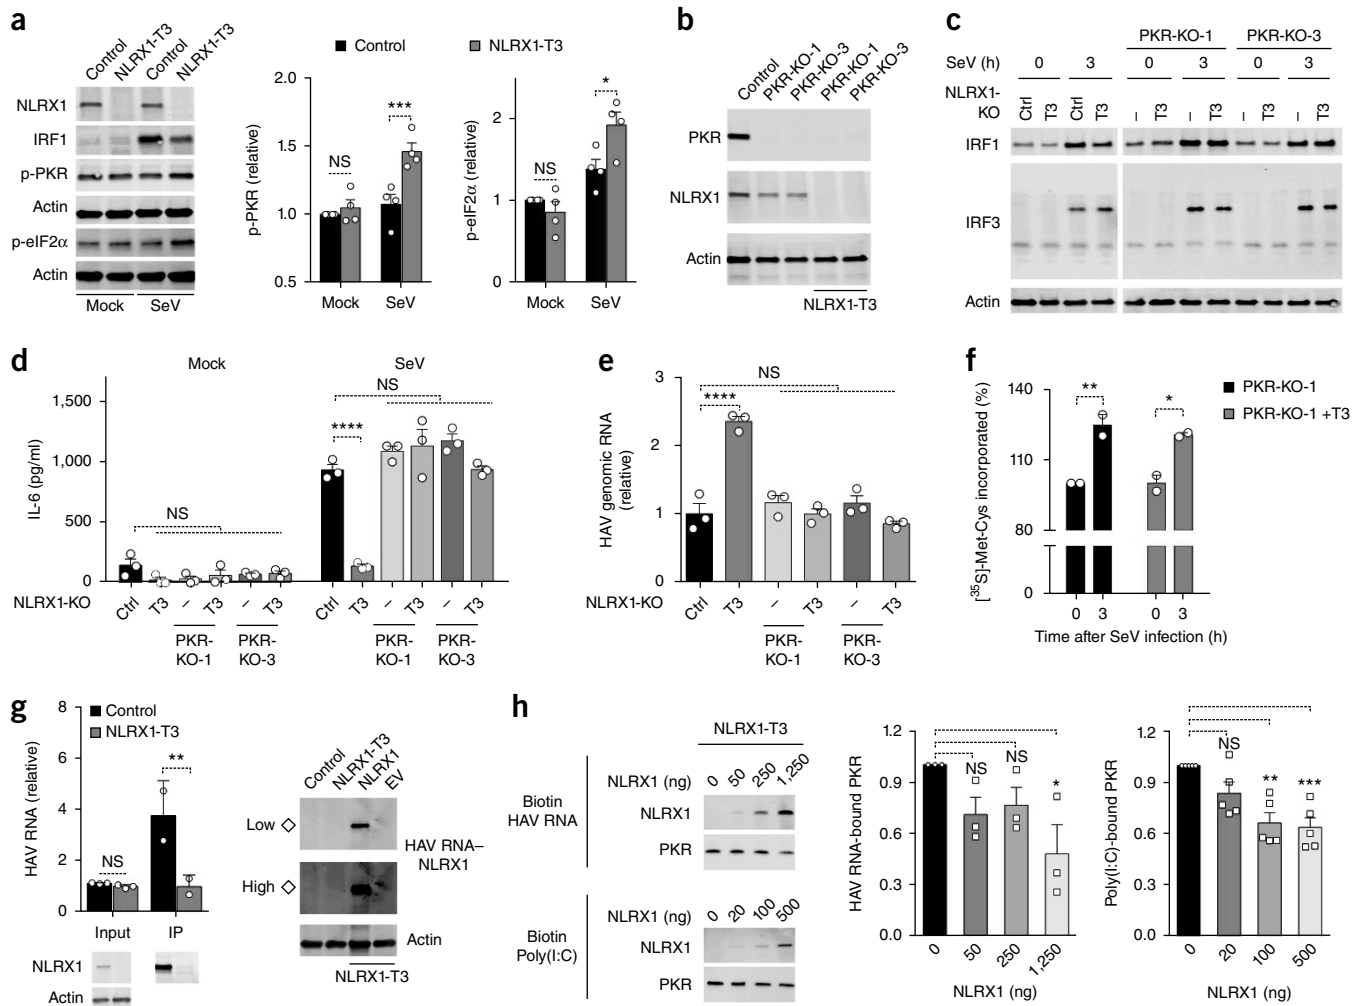 a
Control
NLRX1-T3
Control
NLRX1-T3
NLRX1
IRF1
p-PKR
Actin
p-eIF2α
Actin
Mock
SeV
Control
NLRX1-T3
p-PKR (relative)
2.0
1.5
1.0
0.5
NS
***
Mock
SeV
p-eIF2α (relative)
2
1
0
NS
*
Mock
SeV
b
Control
PKR-KO-1
PKR-KO-3
PKR-KO-1
PKR-KO-3
PKR
NLRX1
Actin
NLRX1-T3
c
PKR-KO-1 PKR-KO-3
SeV (h) 0 3 0 3 0 3
NLRX1-
KO
Ctrl T3 Ctrl T3 – T3 – T3 – T3 – T3
IRF1
IRF3
Actin
d
Mock SeV
IL-6 (pg/ml)
1,500
1,000
500
0
NS
****
NS
NLRX1-KO Ctrl T3 – T3 – T3 Ctrl T3 – T3 – T3
PKR-
KO-1
PKR-
KO-3
PKR-
KO-1
PKR-
KO-3
e
HAV genomic RNA
(relative)
3
2
1
0
****
NS
NLRX1-KO Ctrl T3 – T3 – T3
PKR-
KO-1
PKR-
KO-3
f
[35S]-Met-Cys incorporated (%)
140
110
80
0
**
*
PKR-KO-1
PKR-KO-1 +T3
0 3 0 3
Time after SeV infection (h)
g
Control
NLRX1-T3
HAV RNA (relative)
8
6
4
2
0
NS
**
Input IP
NLRX1
Actin
Control
NLRX1-T3
NLRX1
EV
Low
High
HAV RNA–
NLRX1
Actin
NLRX1-T3
h
NLRX1-T3
NLRX1 (ng) 0 50 250 1,250
Biotin
HAV RNA
NLRX1
PKR
NLRX1 (ng) 0 20 100 500
Biotin
Poly(I:C)
NLRX1
PKR
HAV RNA-bound PKR
1.2
0.9
0.6
0.3
0.0
NS
NS
*
0 50 250 1,250
NLRX1 (ng)
Poly(I:C)-bound PKR
1.2
0.9
0.6
0.3
0.0
NS
**
***
0 20 100 500
NLRX1 (ng)